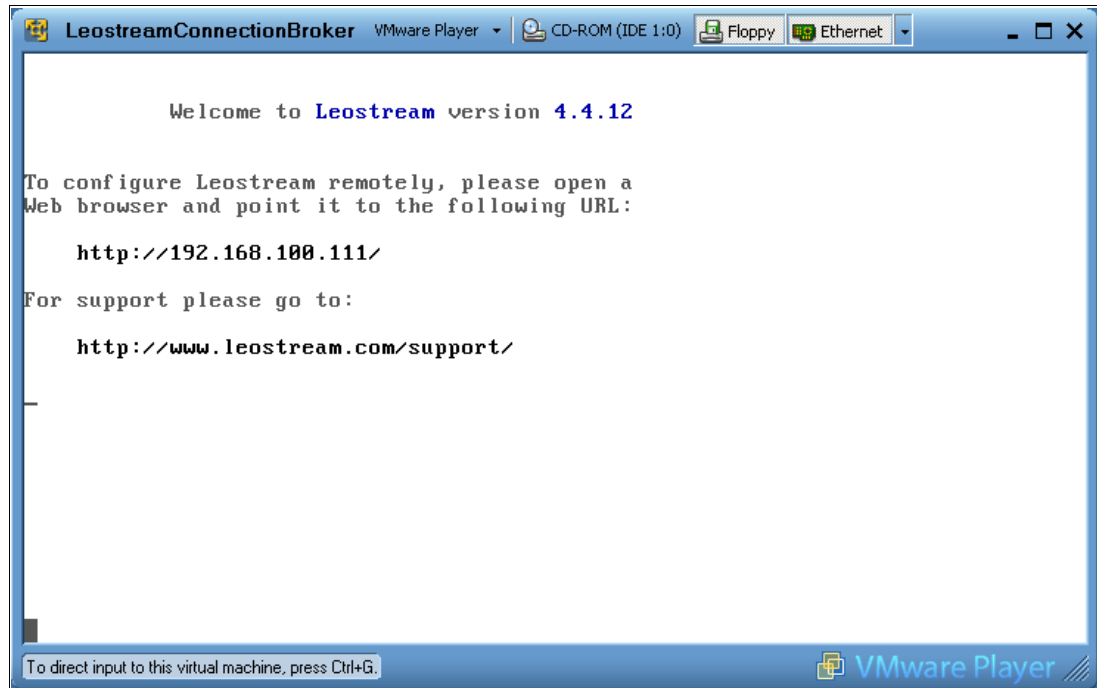 LeostreamConnectionBroker VMware Player CD-ROM (IDE 1:0) Floppy Ethernet
Welcome to Leostream version 4.4.12
To configure Leostream remotely, please open a
Web browser and point it to the following URL:
http://192.168.100.111/
For support please go to:
http://www.leostream.com/support/
To direct input to this virtual machine, press Ctrl+G.
VMware Player